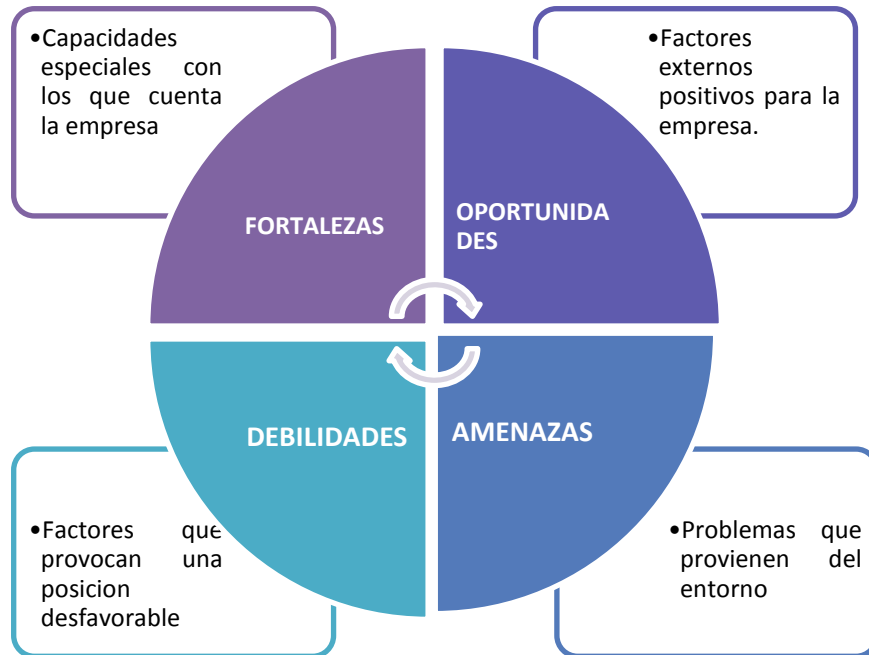 •Capacidades
especiales con
los que cuenta
la empresa
•Factores
externos
positivos para la
empresa.
FORTALEZAS
OPORTUNIDA
DES
DEBILIDADES
AMENAZAS
•Factores que
provocan una
posicion
desfavorable
•Problemas que
provienen del
entorno